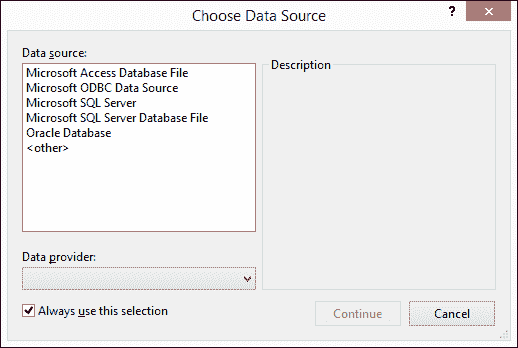 Choose Data Source
?
Data source:
Description
Microsoft Access Database File
Microsoft ODBC Data Source
Microsoft SQL Server
Microsoft SQL Server Database File
Oracle Database
<other>
Data provider:
Always use this selection
Continue
Cancel